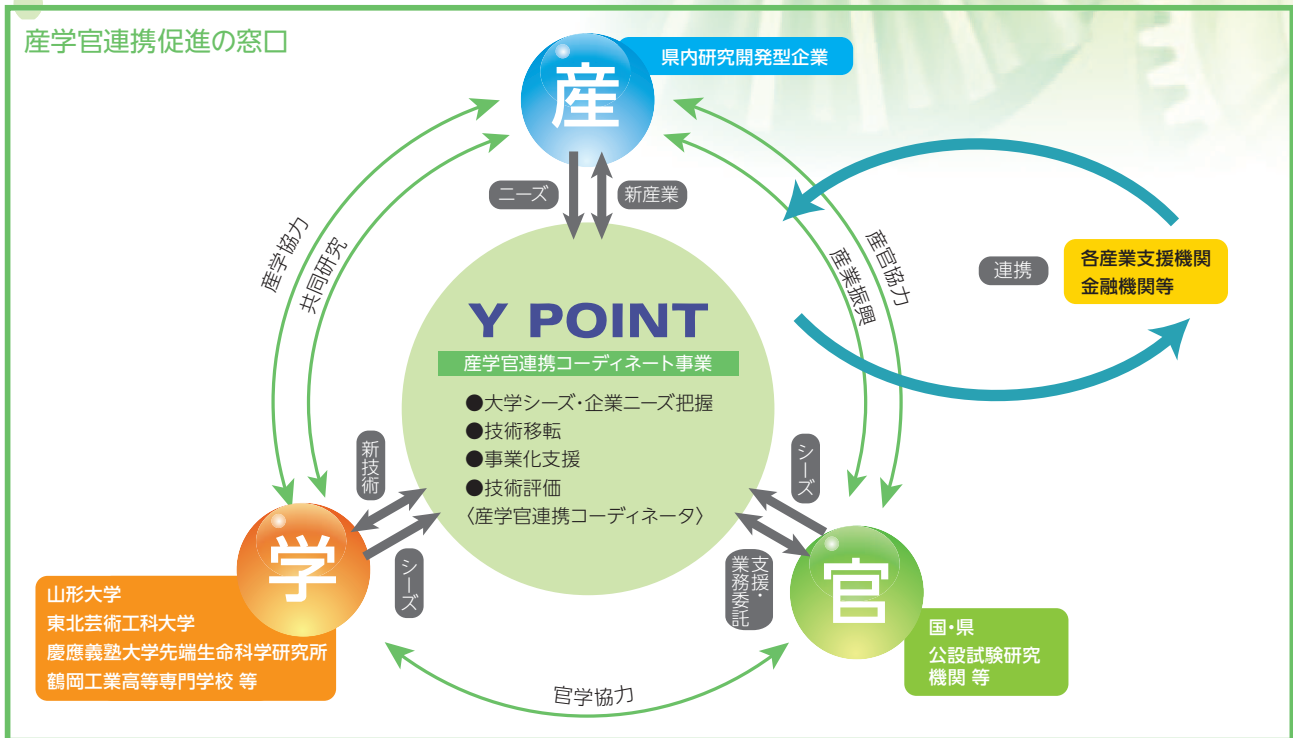 産学官連携促進の窓口
産
県内研究開発型企業
ニーズ
新産業
産学協力
共同研究
産官協力
産業振興
連携
各産業支援機関
金融機関等
Y POINT
産学官連携コーディネート事業
●大学シーズ・企業ニーズ把握
●技術移転
●事業化支援
●技術評価
〈産学官連携コーディネータ〉
新技術
シーズ
シーズ
支援・
業務委託
学
山形大学
東北芸術工科大学
慶應義塾大学先端生命科学研究所
鶴岡工業高等専門学校 等
官
国・県
公設試験研究
機関 等
官学協力